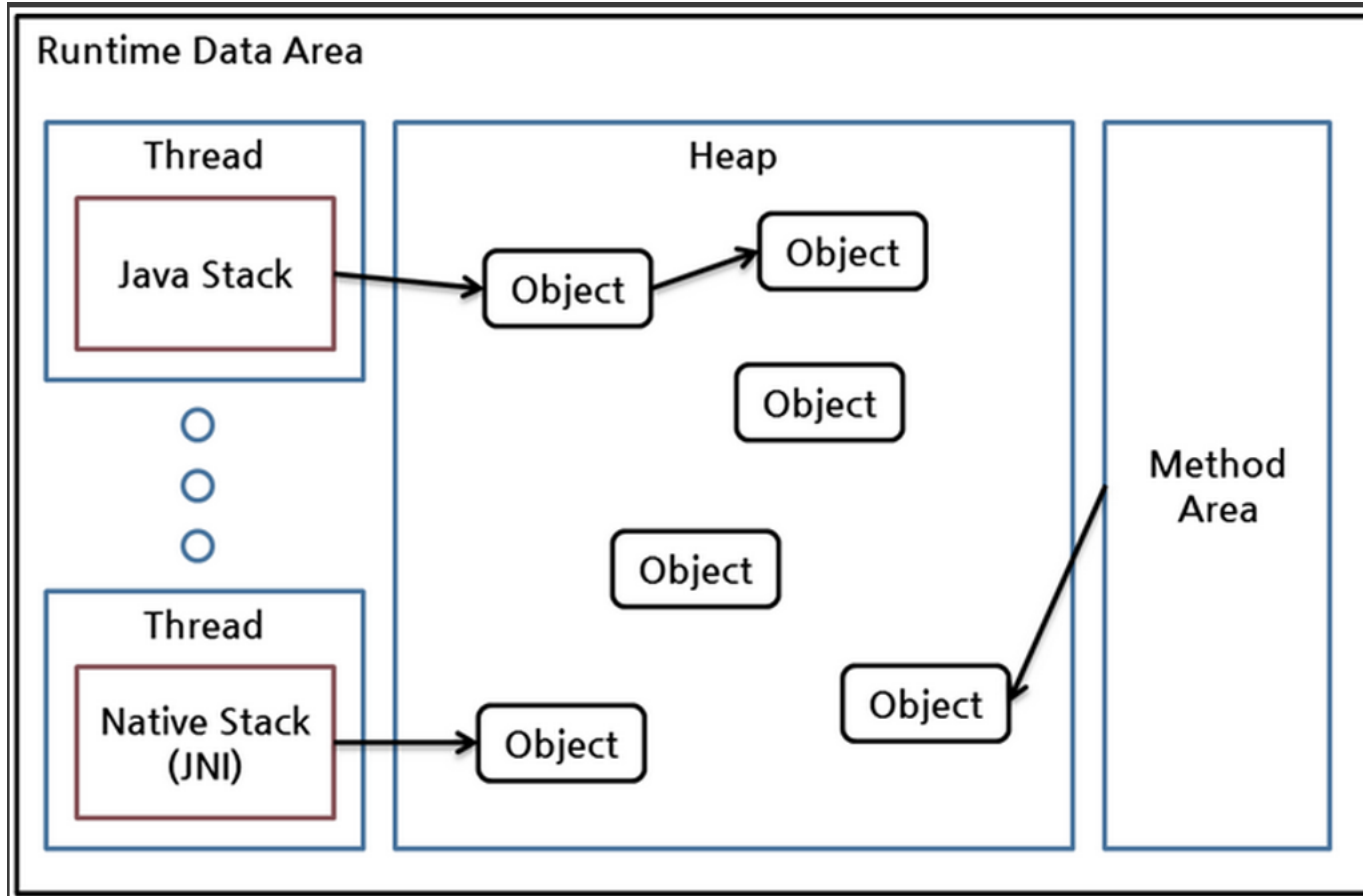 Runtime Data Area
Thread
Java Stack
Thread
Native Stack
(JNI)
Heap
Object
Object
Object
Object
Object
Object
Method
Area